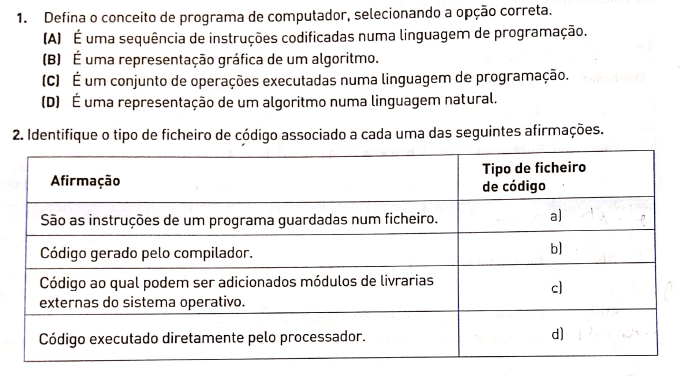 1. Defina o conceito de programa de computador, selecionando a opção correta.
(A) É uma sequência de instruções codificadas numa linguagem de programação.
(B) É uma representação gráfica de um algoritmo.
(C) É um conjunto de operações executadas numa linguagem de programação.
(D) É uma representação de um algoritmo numa linguagem natural.
2. Identifique o tipo de ficheiro de código associado a cada uma das seguintes afirmações.
Afirmação
Tipo de ficheiro
de código
São as instruções de um programa guardadas num ficheiro.
a)
Código gerado pelo compilador.
b)
Código ao qual podem ser adicionados módulos de livrarias
externas do sistema operativo.
c)
Código executado diretamente pelo processador.
d)